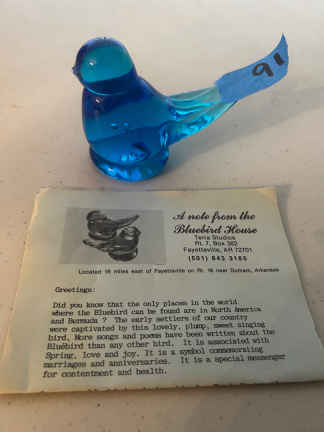 91
A note from the
Bluebird House
Terra Studios
Rt. 7, Box 362
Fayetteville, AR 72701
(501) 643 3185
Located 18 miles east of Fayetteville on Rt. 16 near Durham, Arkansas
Greetings:
Did you know that the only places in the world
where the Bluebird can be found are in North America
and Bermuda ? The early settlers of our country
were captivated by this lovely, plump, sweet singing
bird. More songs and poems have been written about the
Bluebird than any other bird. It is associated with
Spring, love and joy. It is a symbol commemorating
marriages and anniversaries. It is a special messenger
for contentment and health.